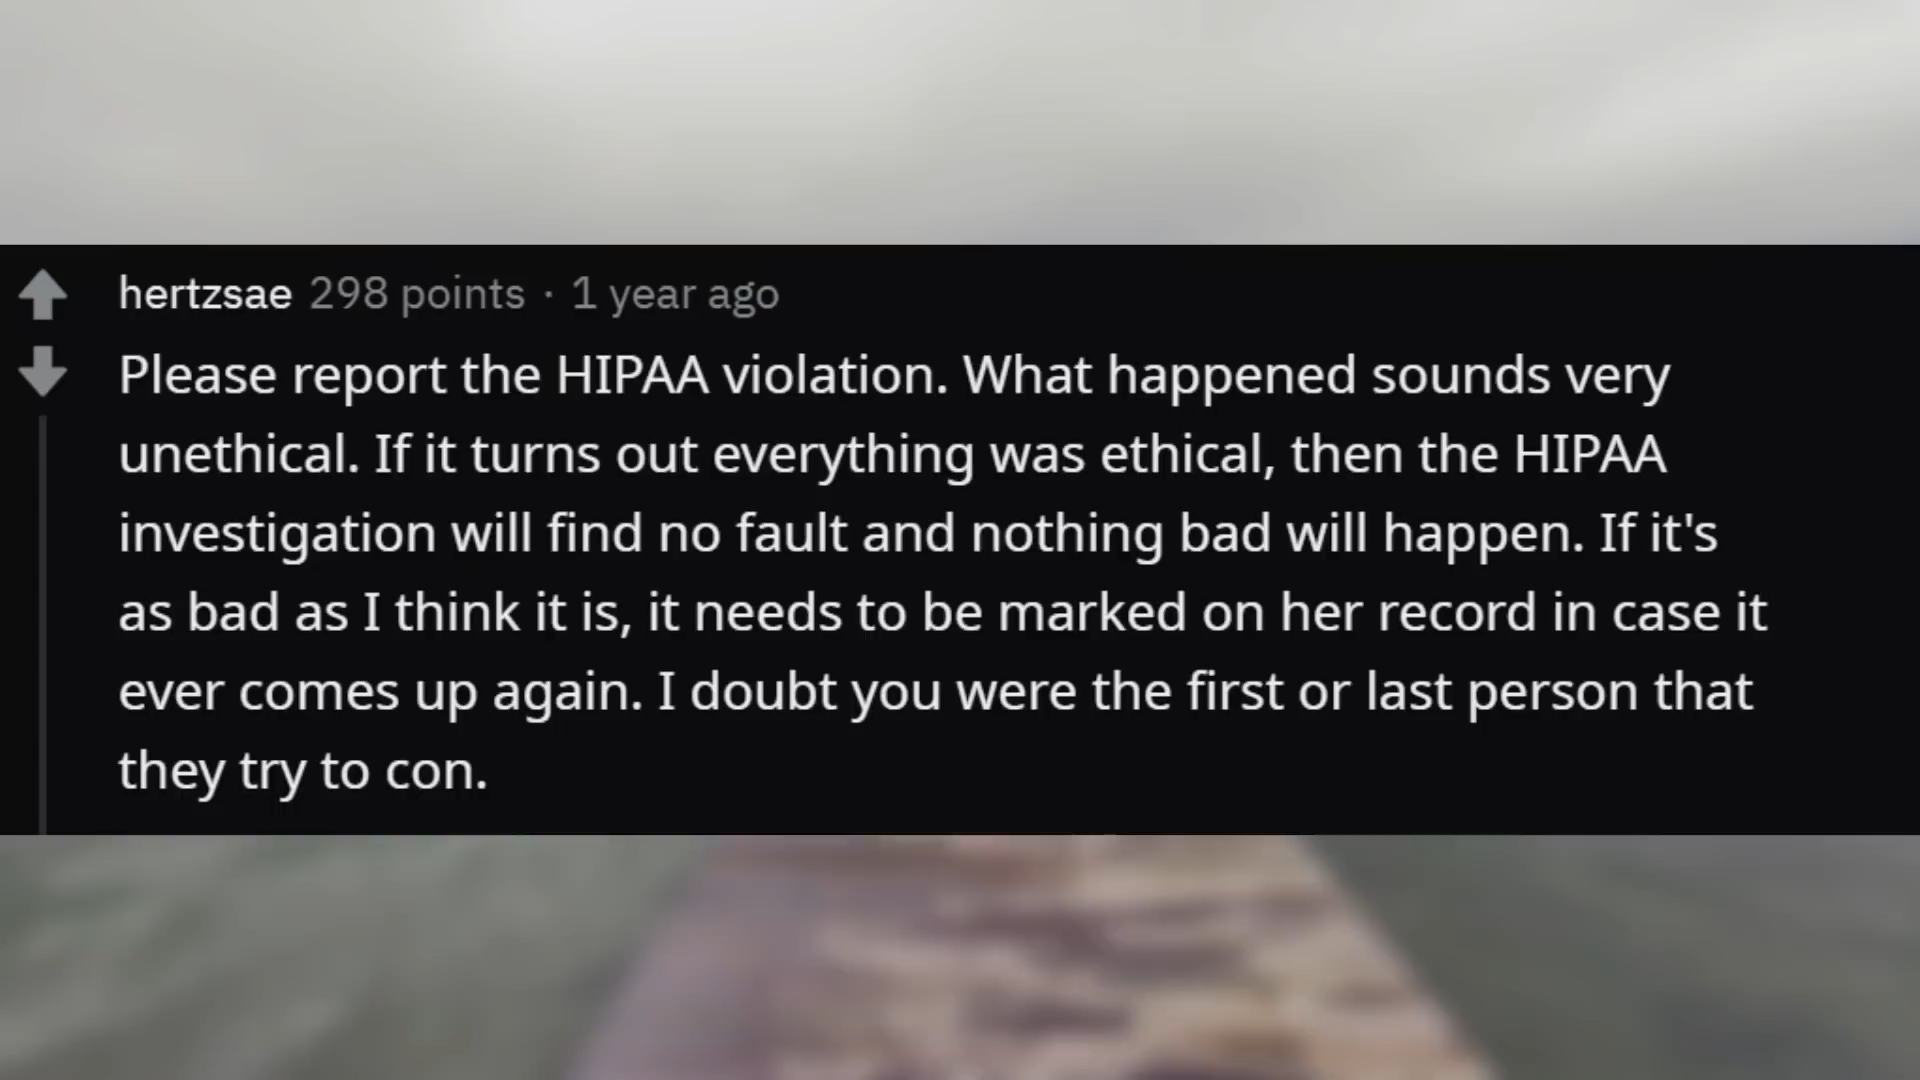 hertzsae 298 points · 1 year ago
Please report the HIPAA violation. What happened sounds very
unethical. If it turns out everything was ethical, then the HIPAA
investigation will find no fault and nothing bad will happen. If it's
as bad as I think it is, it needs to be marked on her record in case it
ever comes up again. I doubt you were the first or last person that
they try to con.